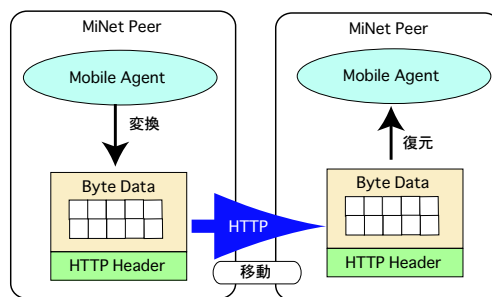 MiNet Peer
Mobile Agent
変換
Byte Data
HTTP Header
HTTP
移動
MiNet Peer
Mobile Agent
復元
Byte Data
HTTP Header